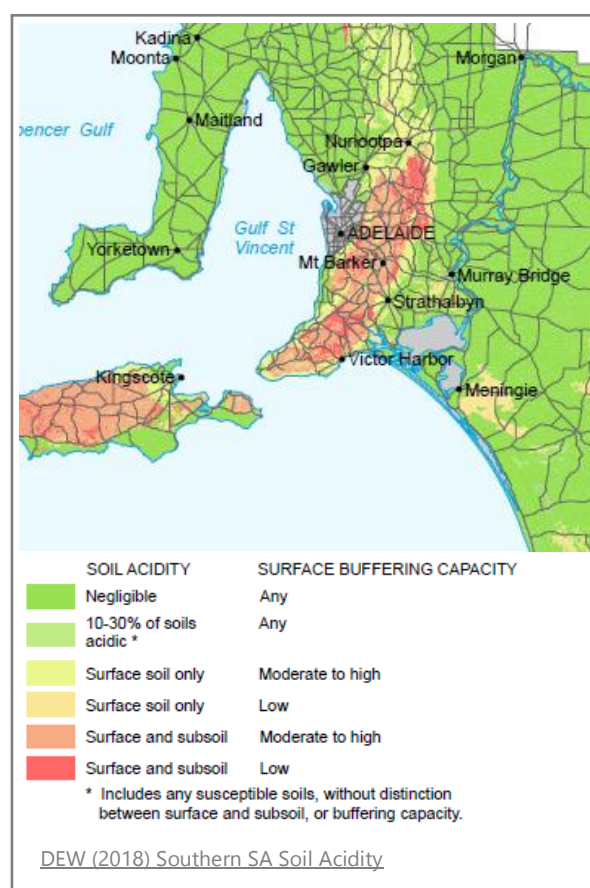 Kadina
Moonta
Morgan
Maitland
pencer Gulf
Nuriootpa
Gawler
Gulf St
Vincent
ADELAIDE
Yorketown
Mt Barker
Murray Bridge
Strathalbyn
Victor Harbor
Kingscote
Meningie
SOIL ACIDITY SURFACE BUFFERING CAPACITY
Negligible Any
10-30% of soils Any
acidic *
Surface soil only Moderate to high
Surface soil only Low
Surface and subsoil Moderate to high
Surface and subsoil Low
* Includes any susceptible soils, without distinction
between surface and subsoil, or buffering capacity.
DEW (2018) Southern SA Soil Acidity